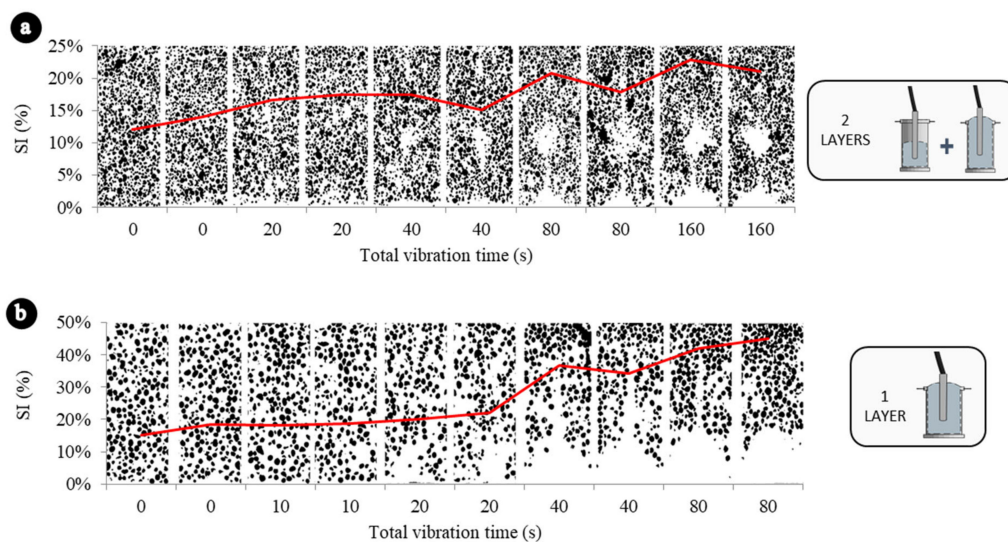 a
25%
20%
15%
10%
5%
0%
SI (%)
0 0 20 20 40 40 80 80 160 160
Total vibration time (s)
2
LAYERS
+
b
50%
40%
30%
20%
10%
0%
SI (%)
0 0 10 10 20 20 40 40 80 80
Total vibration time (s)
1
LAYER